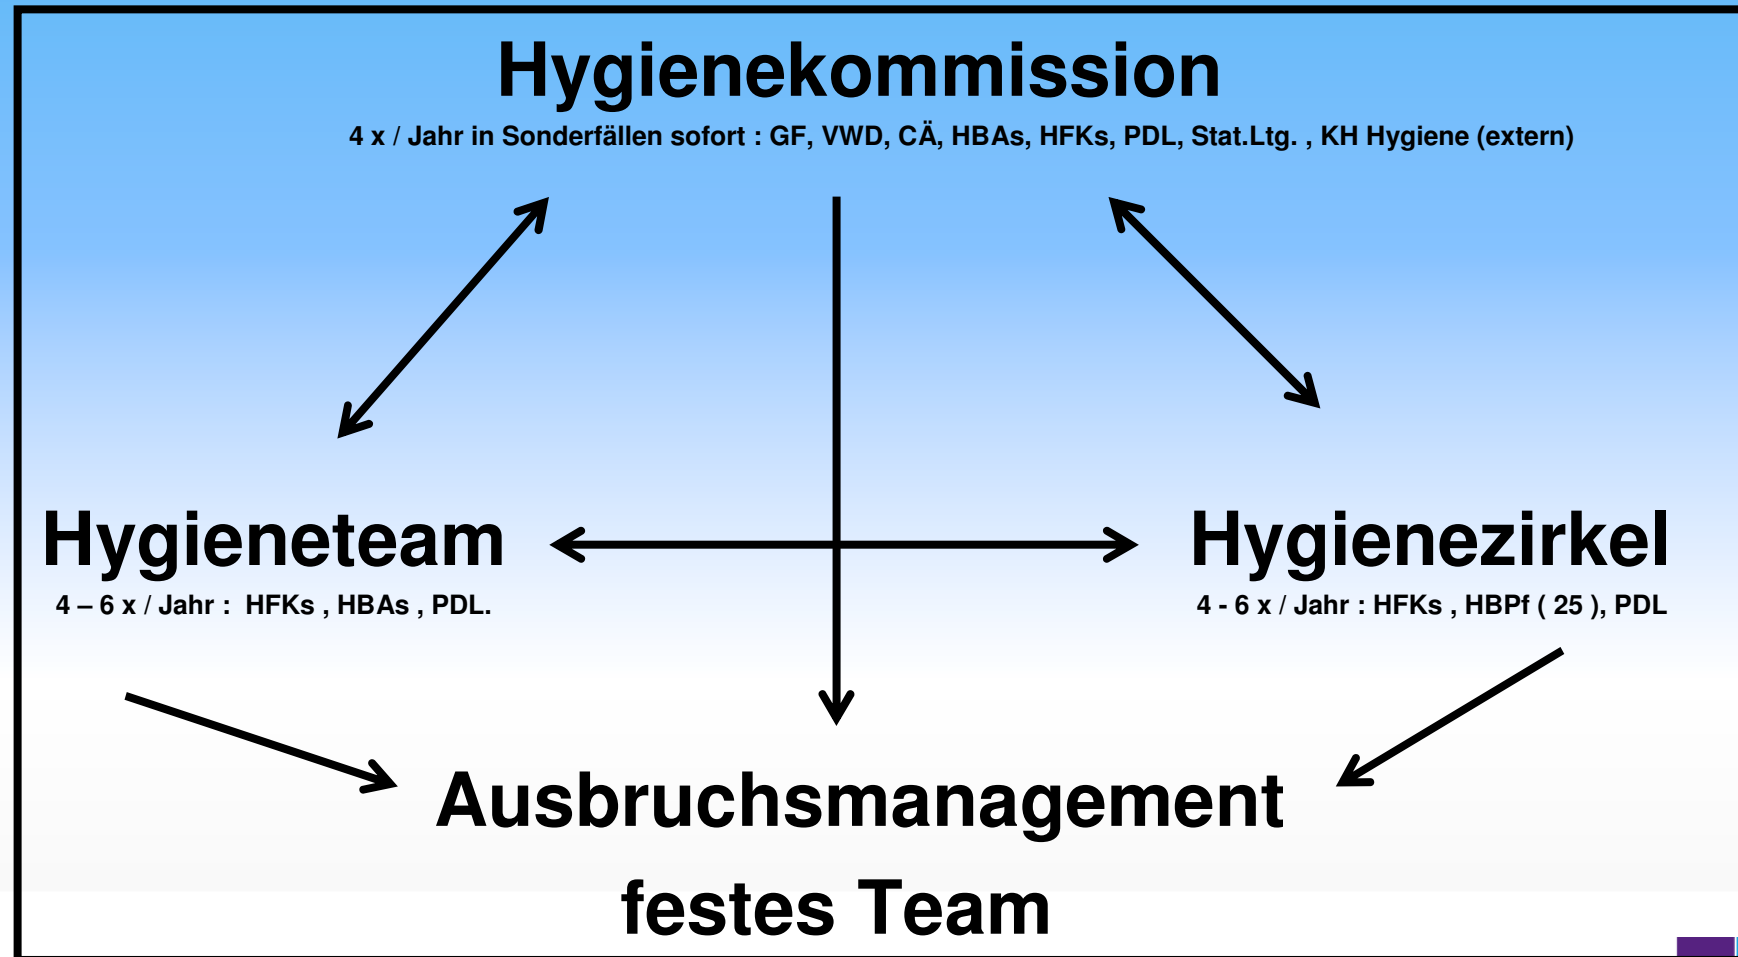 Hygienekommission
4 x / Jahr in Sonderfällen sofort : GF, VWD, CÄ, HBAs, HFKs, PDL, Stat.Ltg. , KH Hygiene (extern)
Hygieneteam
4 – 6 x / Jahr :  HFKs , HBAs , PDL.
Hygienezirkel
4 - 6 x / Jahr : HFKs , HBPf ( 25 ), PDL
Ausbruchsmanagement
festes Team